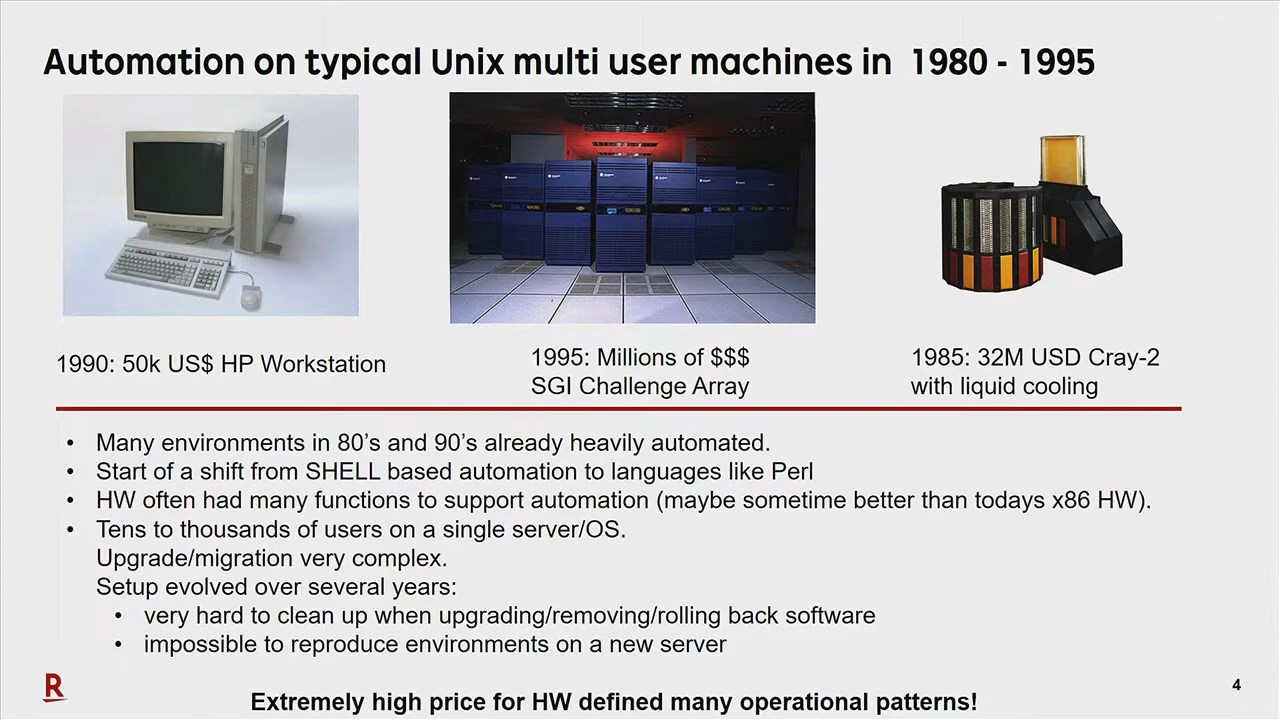 Automation on typical Unix multi user machines in 1980 - 1995
1990: 50k US$ HP Workstation
1995: Millions of $$$
SGI Challenge Array
1985: 32M USD Cray-2
with liquid cooling
• Many environments in 80's and 90's already heavily automated.
• Start of a shift from SHELL based automation to languages like Perl
• HW often had many functions to support automation (maybe sometime better than todays x86 HW).
• Tens to thousands of users on a single server/OS.
Upgrade/migration very complex.
Setup evolved over several years:
• very hard to clean up when upgrading/removing/rolling back software
• impossible to reproduce environments on a new server
R
4
Extremely high price for HW defined many operational patterns!